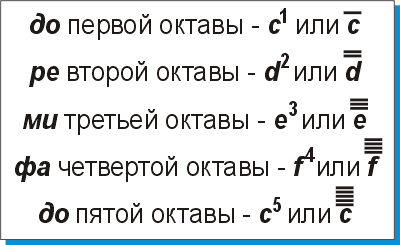 до первой октавы - c¹ или c̅
ре второй октавы - d² или d̿
ми третьей октавы - e³ или e̿̅
фа четвертой октавы - f⁴ или f̿̿
до пятой октавы - c⁵ или c̿̿̅